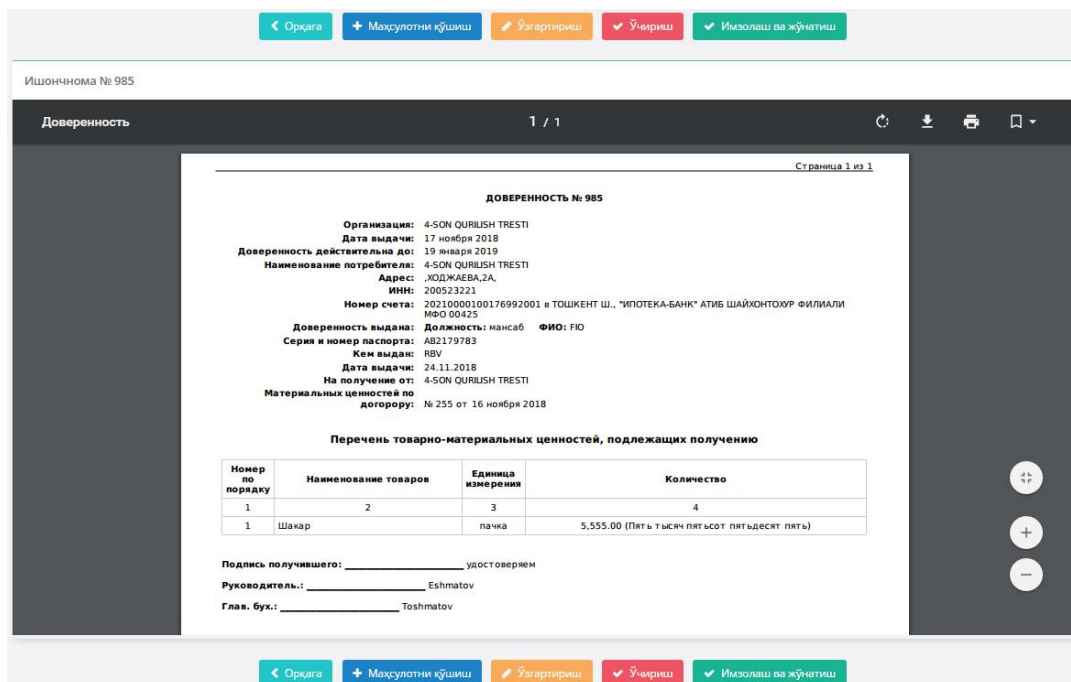 Орқага Маҳсулотни қўшиш Ўзгартириш Ўчириш Имзолаш ва жўнатиш
Ишончнома № 985
Доверенность 1 / 1
Страница 1 из 1
ДОВЕРЕННОСТЬ № 985
Организация: 4-SON QURILISH TRESTI
Дата выдачи: 17 ноября 2018
Доверенность действительна до: 19 января 2019
Наименование потребителя: 4-SON QURILISH TRESTI
Адрес: ,ХОДЖАЕВА,2А,
ИНН: 200523221
Номер счета: 20210000100176992001 в ТОШКЕНТ Ш., "ИПОТЕКА-БАНК" АТИБ ШАЙХОНТОХУР ФИЛИАЛИ
МФО 00425
Доверенность выдана: Должность: мансаб ФИО: FIO
Серия и номер паспорта: AB2179783
Кем выдан: RBV
Дата выдачи: 24.11.2018
На получение от: 4-SON QURILISH TRESTI
Материальных ценностей по
догорору: № 255 от 16 ноября 2018
Перечень товарно-материальных ценностей, подлежащих получению
Номер по порядку Наименование товаров Единица измерения Количество
1 2 3 4
1 Шакар пачка 5,555.00 (Пять тысяч пятьсот пятьдесят пять)
Подпись получившего: ____________________ удостоверяем
Руководитель.: ____________________ Eshmatov
Глав. бух.: ____________________ Toshmatov
Орқага Маҳсулотни қўшиш Ўзгартириш Ўчириш Имзолаш ва жўнатиш